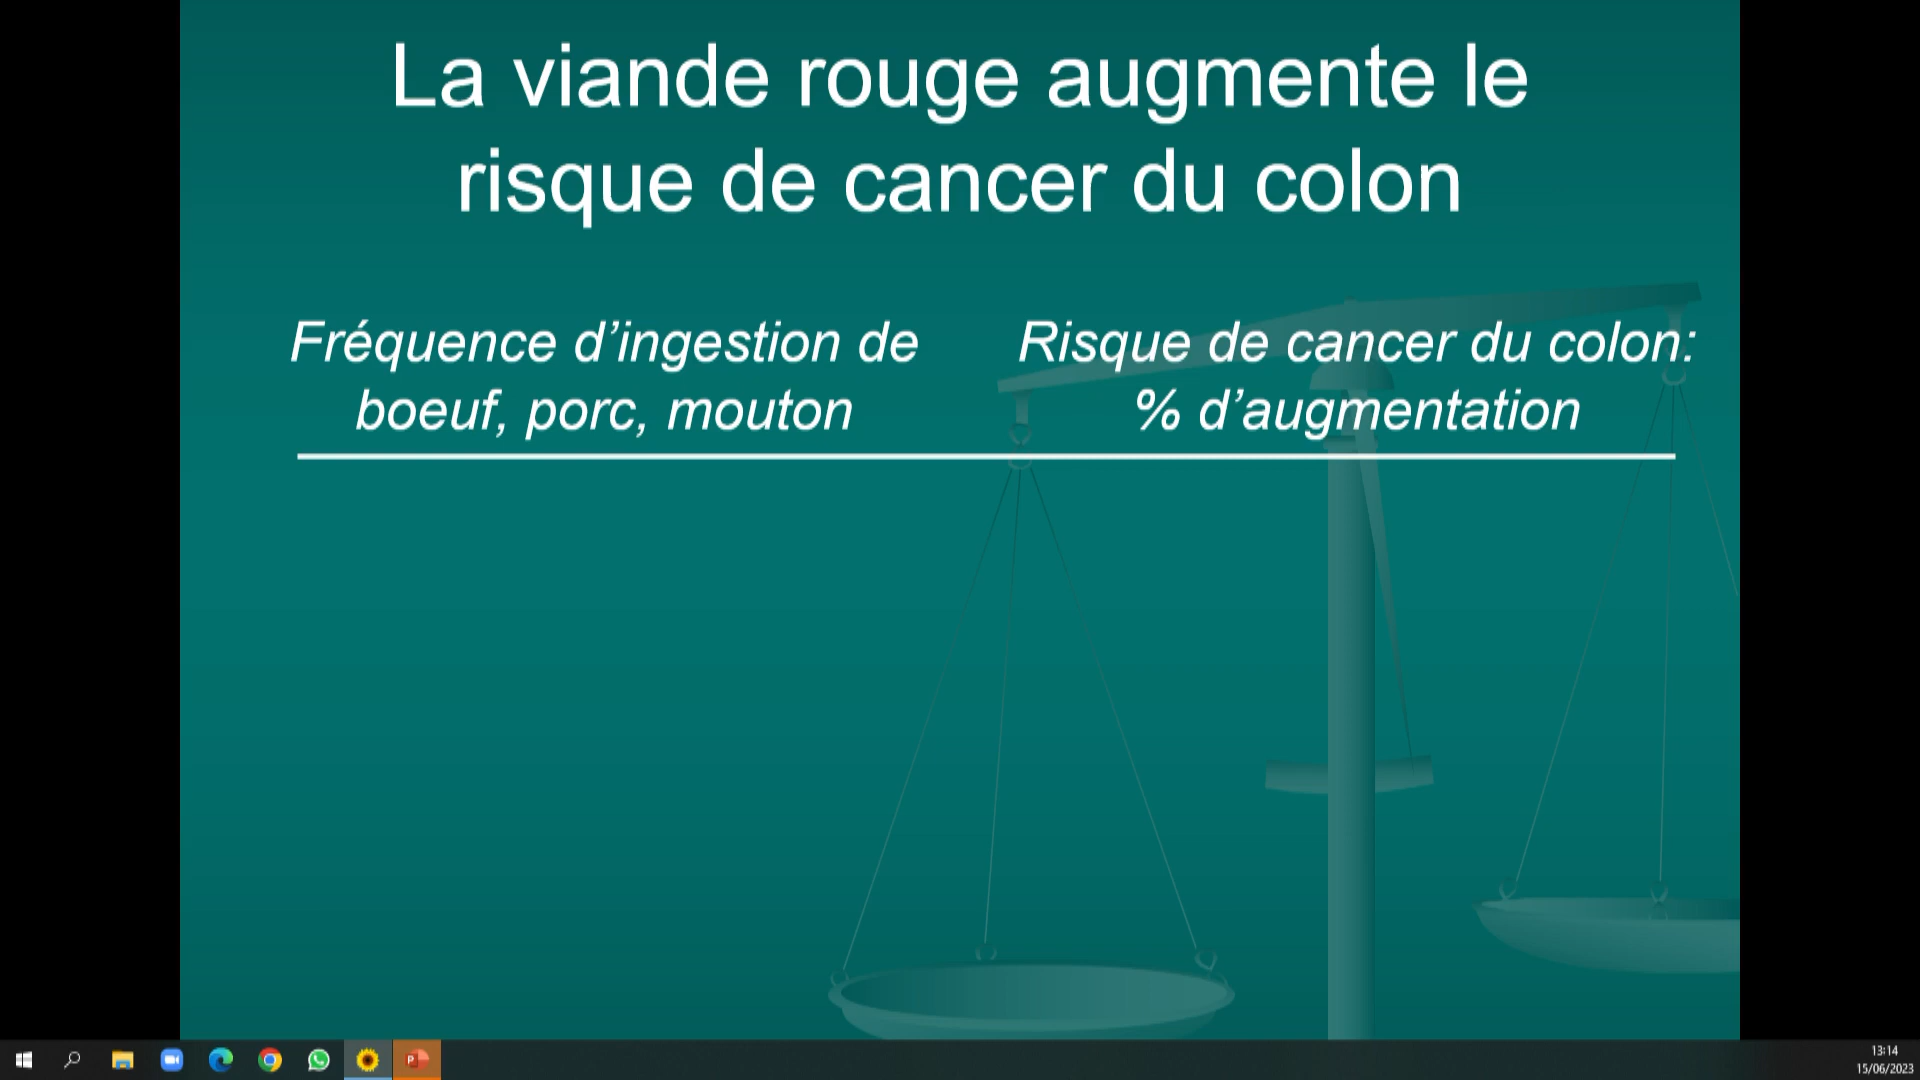 La viande rouge augmente le
risque de cancer du colon
Fréquence d’ingestion de
boeuf, porc, mouton
Risque de cancer du colon:
% d’augmentation
13:14
15/06/2023